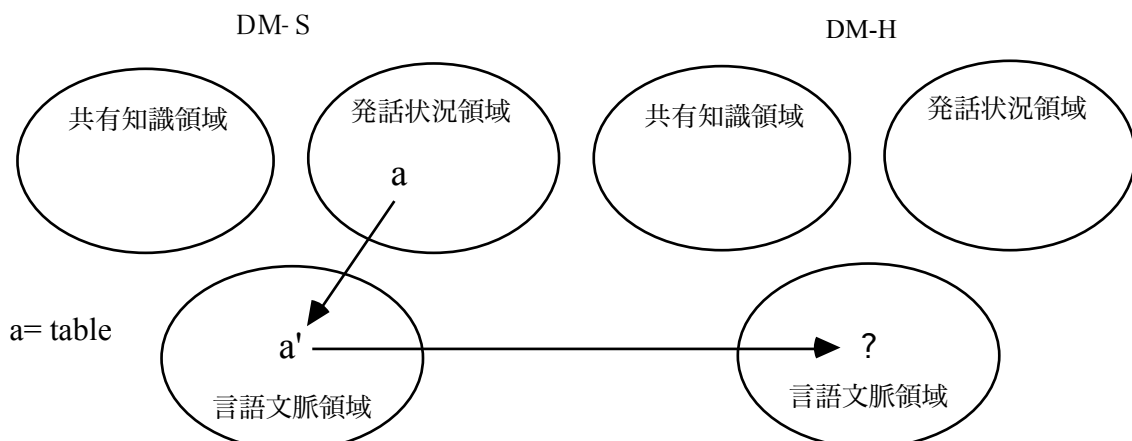 DM- S
DM-H
共有知識領域
発話状況領域
共有知識領域
発話状況領域
a
a= table
a'
?
言語文脈領域
言語文脈領域